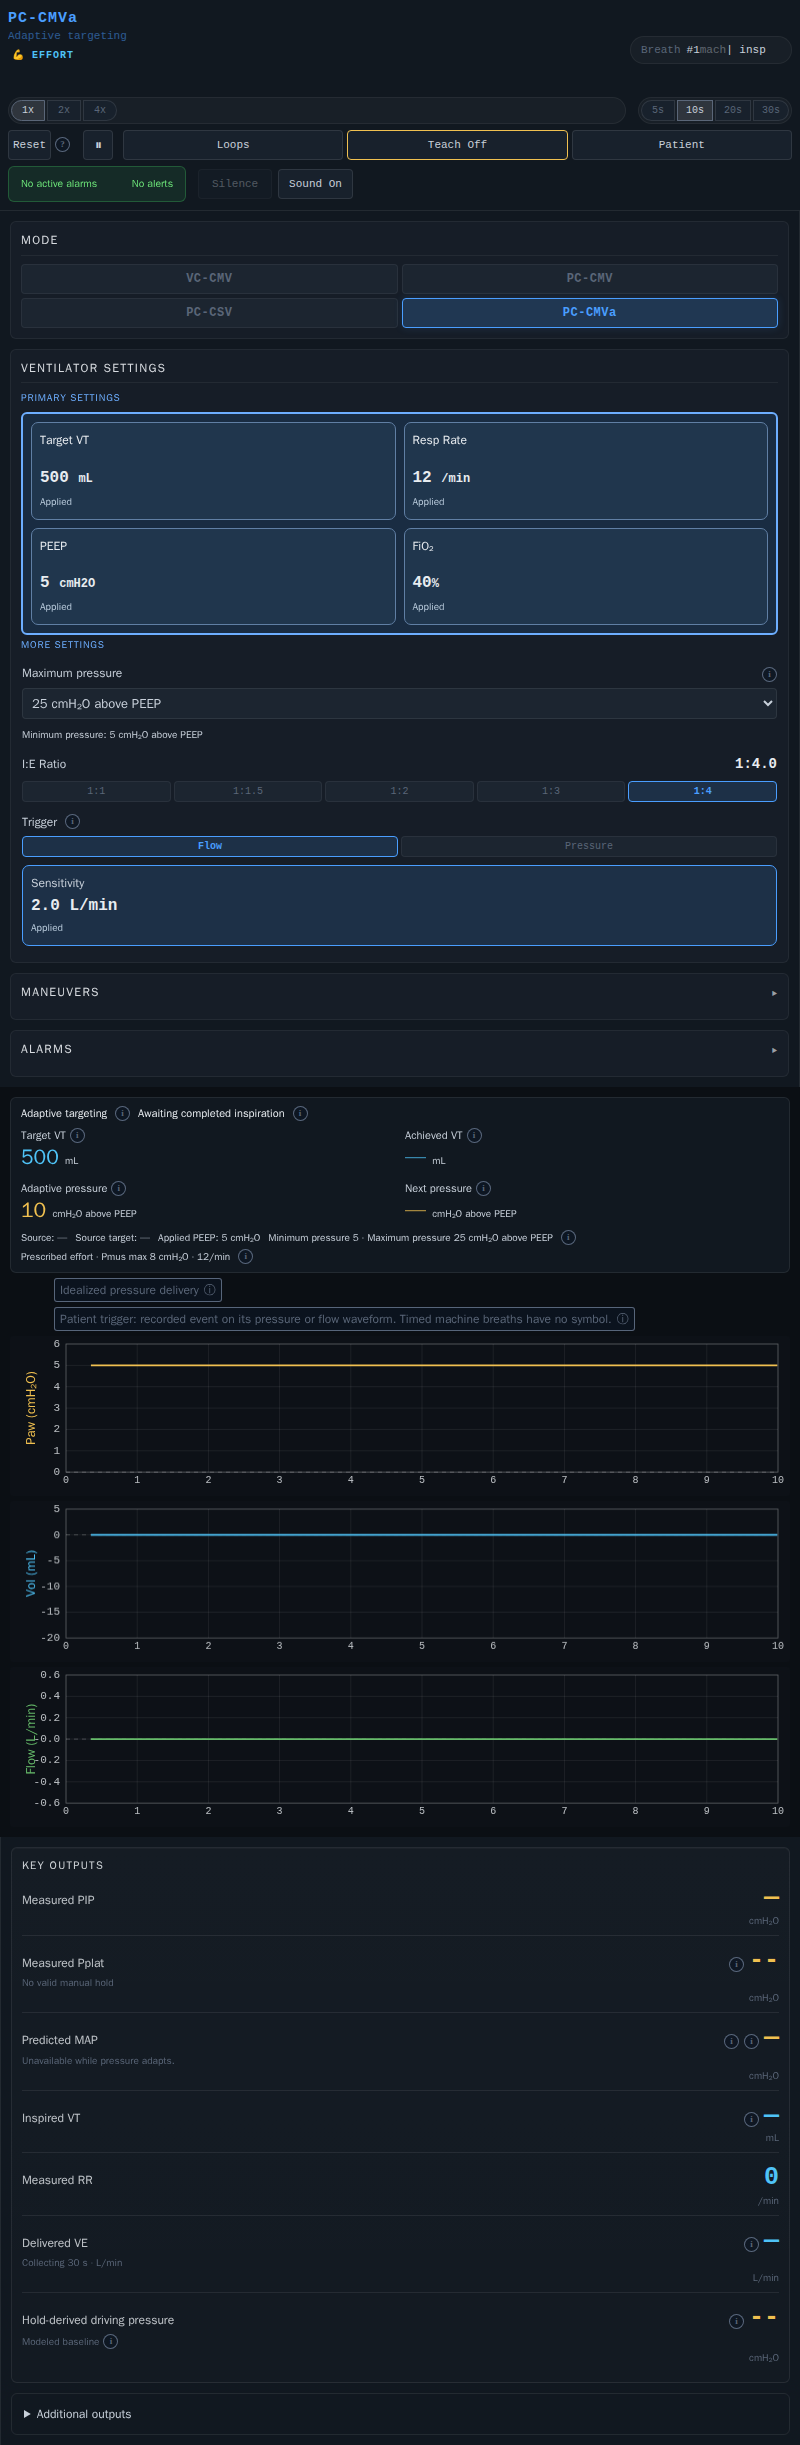 PC-CMVa
Adaptive targeting
💪 EFFORT
Breath #1 mach| insp
1x 2x 4x
5s 10s 20s 30s
Reset ? ⏸ Loops Teach Off Patient
No active alarms No alerts Silence Sound On
MODE
VC-CMV PC-CMV
PC-CSV PC-CMVa
VENTILATOR SETTINGS
PRIMARY SETTINGS
Target VT Resp Rate
500 mL 12 /min
Applied Applied
PEEP FiO₂
5 cmH2O 40%
Applied Applied
MORE SETTINGS
Maximum pressure i
25 cmH₂O above PEEP
Minimum pressure: 5 cmH₂O above PEEP
I:E Ratio 1:4.0
1:1 1:1.5 1:2 1:3 1:4
Trigger i
Flow Pressure
Sensitivity
2.0 L/min
Applied
MANEUVERS ▸
ALARMS ▸
Adaptive targeting i Awaiting completed inspiration i
Target VT i Achieved VT i
500 mL — mL
Adaptive pressure i Next pressure i
10 cmH₂O above PEEP — cmH₂O above PEEP
Source: — Source target: — Applied PEEP: 5 cmH₂O Minimum pressure 5 · Maximum pressure 25 cmH₂O above PEEP i
Prescribed effort · Pmus max 8 cmH₂O · 12/min i
Idealized pressure delivery ⓘ
Patient trigger: recorded event on its pressure or flow waveform. Timed machine breaths have no symbol. ⓘ
Paw (cmH₂O)
6
5
4
3
2
1
0
0 1 2 3 4 5 6 7 8 9 10
Vol (mL)
5
0
-5
-10
-15
-20
0 1 2 3 4 5 6 7 8 9 10
Flow (L/min)
0.6
0.4
0.2
-0.0
-0.2
-0.4
-0.6
0 1 2 3 4 5 6 7 8 9 10
KEY OUTPUTS
Measured PIP —
cmH₂O
Measured Pplat i --
No valid manual hold
cmH₂O
Predicted MAP i i —
Unavailable while pressure adapts.
cmH₂O
Inspired VT i —
mL
Measured RR 0
/min
Delivered VE i —
Collecting 30 s · L/min
L/min
Hold-derived driving pressure i --
Modeled baseline i
cmH₂O
▶ Additional outputs